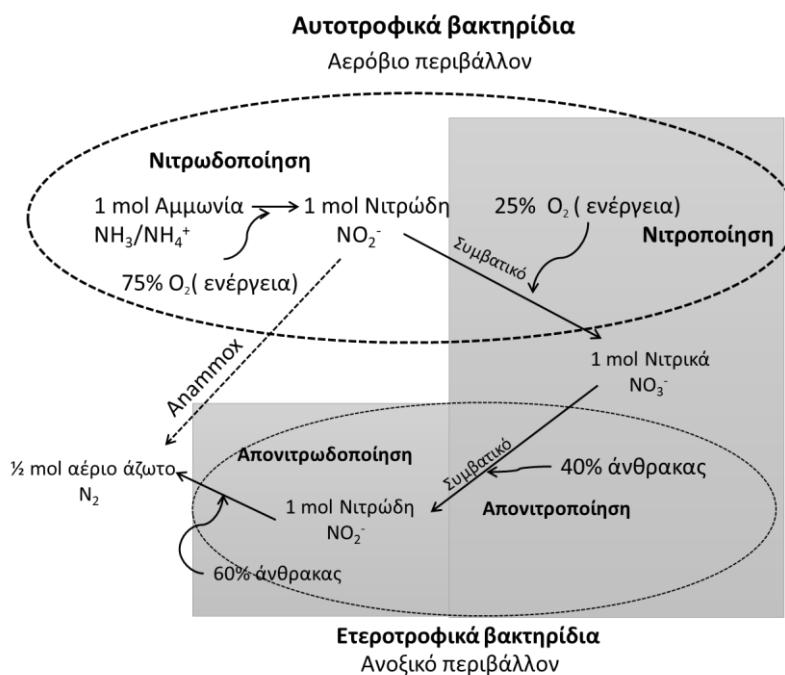 Αυτοτροφικά βακτηρίδια
Αερόβιο περιβάλλον
Νιτρωδοποίηση
1 mol Αμμωνία
NH₃/NH₄⁺
1 mol Νιτρώδη
NO₂⁻
75% O₂( ενέργεια)
25% O₂( ενέργεια)
Νιτροποίηση
Συμβατικό
Anammox
1 mol Νιτρικά
NO₃⁻
Απονιτρωδοποίηση
Συμβατικό
40% άνθρακας
½ mol αέριο άζωτο
N₂
1 mol Νιτρώδη
NO₂⁻
Απονιτροποίηση
60% άνθρακας
Ετεροτροφικά βακτηρίδια
Ανοξικό περιβάλλον